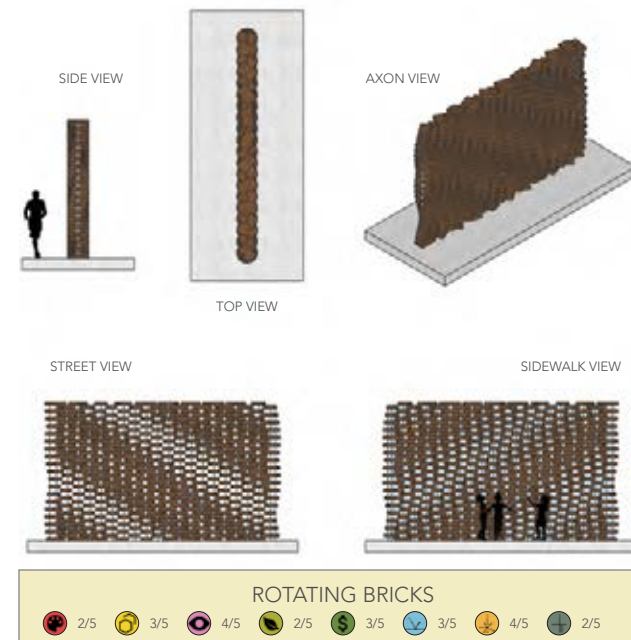 SIDE VIEW
AXON VIEW
TOP VIEW
STREET VIEW
SIDEWALK VIEW
ROTATING BRICKS
2/5 3/5 4/5 2/5 $ 3/5 3/5 4/5 2/5